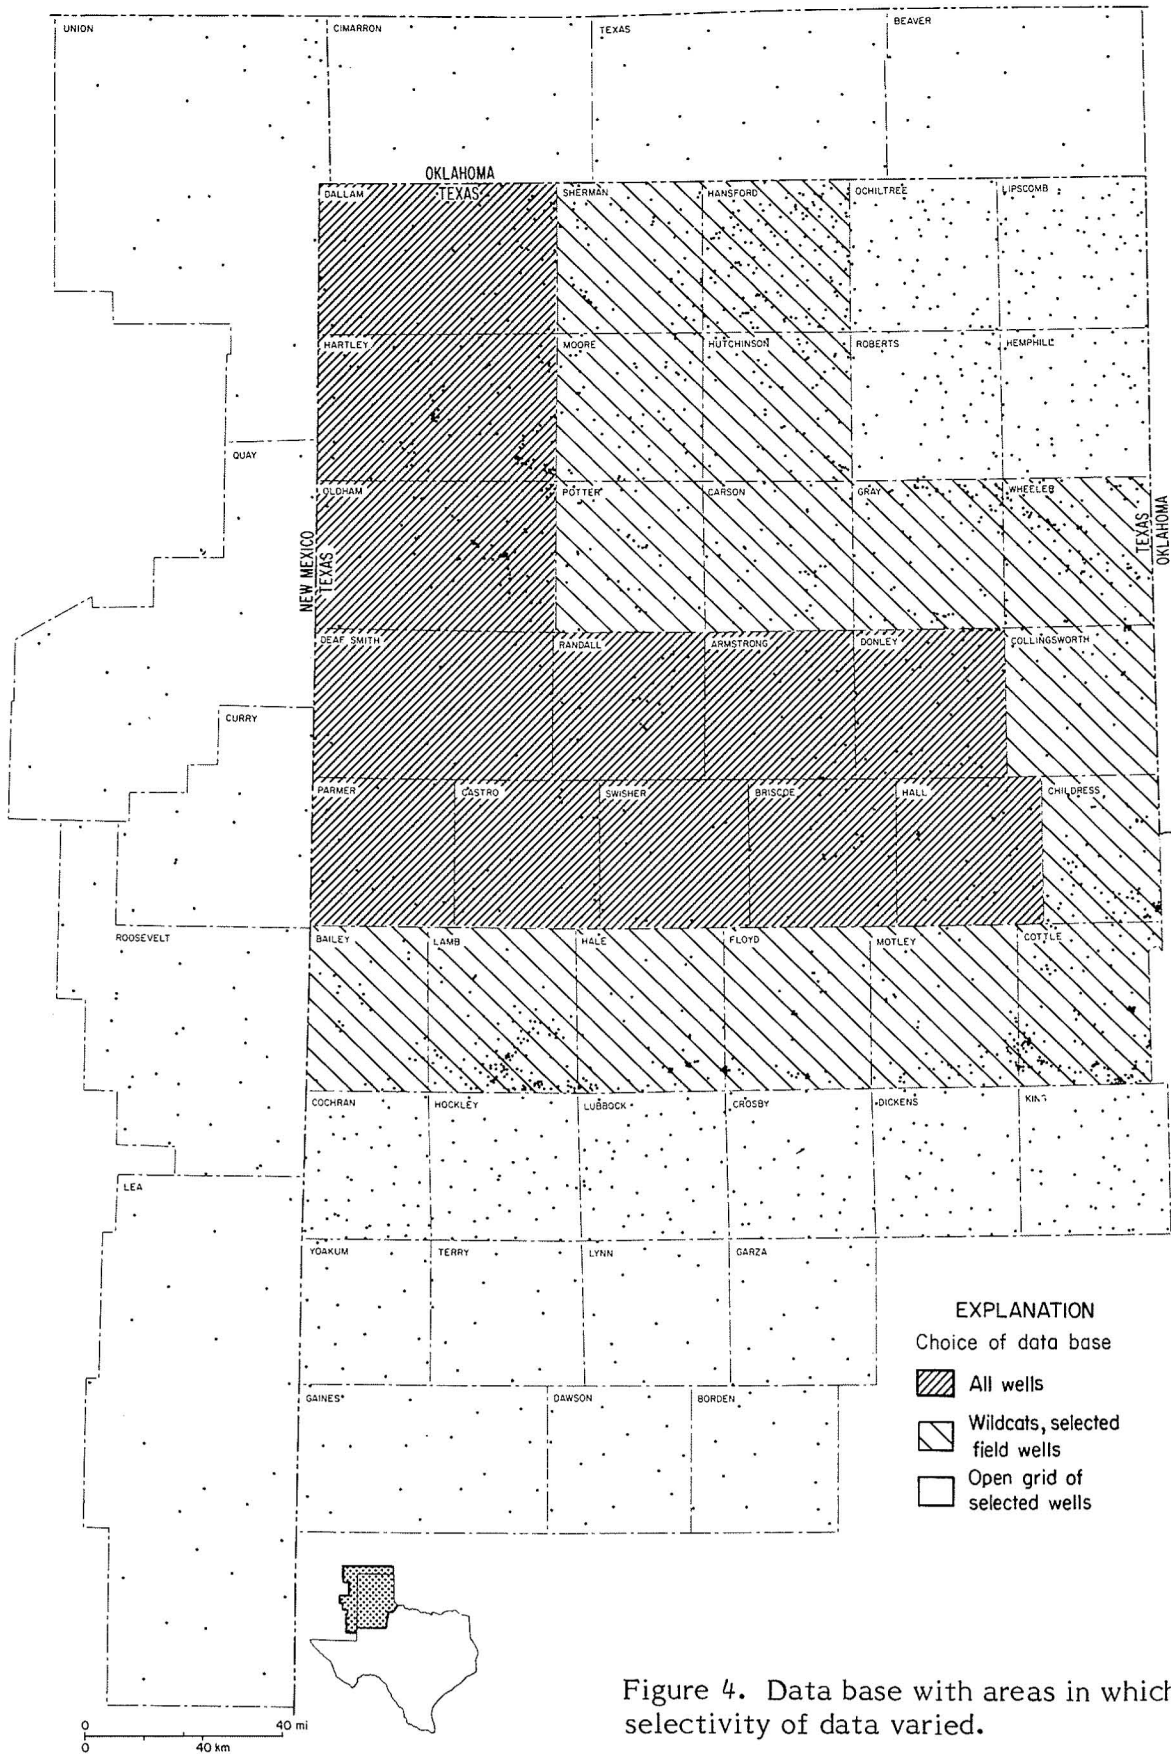 UNION
CIMARRON
TEXAS
BEAVER
OKLAHOMA
TEXAS
DALLAM
SHERMAN
HANSFORD
OCHILTREE
LIPSCOMB
HARTLEY
MOORE
HUTCHINSON
ROBERTS
HEMPHILL
QUAY
OLDHAM
POTTER
CARSON
GRAY
WHEELER
NEW MEXICO
TEXAS
TEXAS
OKLAHOMA
DEAF SMITH
RANDALL
ARMSTRONG
DONLEY
COLLINGSWORTH
CURRY
PARMER
CASTRO
SWISHER
BRISCOE
HALL
CHILDRESS
ROOSEVELT
BAILEY
LAMB
HALE
FLOYD
MOTLEY
COTTLE
COCHRAN
HOCKLEY
LUBBOCK
CROSBY
DICKENS
KING
LEA
YOAKUM
TERRY
LYNN
GARZA
GAINES
DAWSON
BORDEN
EXPLANATION
Choice of data base
All wells
Wildcats, selected
field wells
Open grid of
selected wells
0 40 mi
0 40 km
Figure 4. Data base with areas in which
selectivity of data varied.